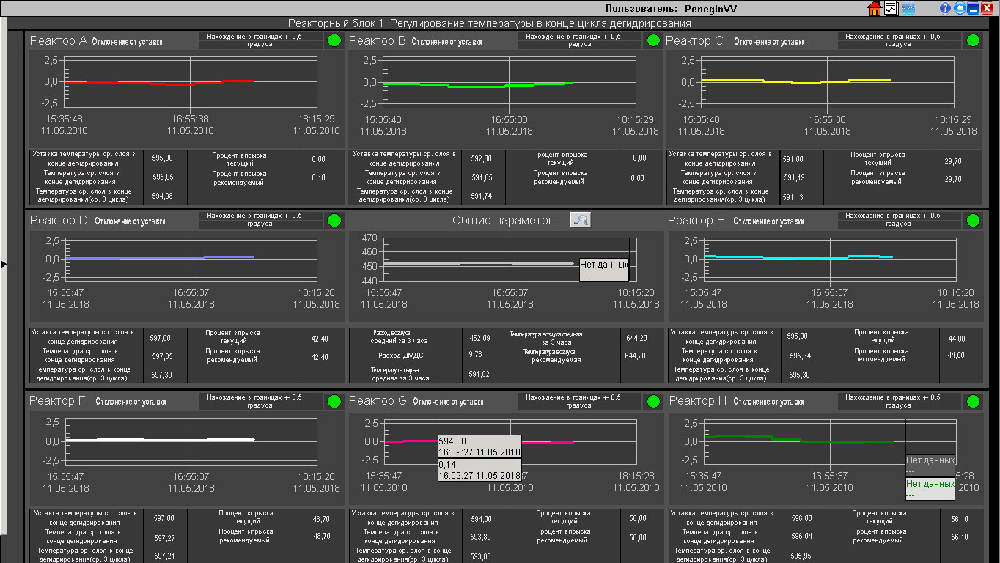 Пользователь: PeneginVV
Реакторный блок 1. Регулирование температуры в конце цикла дегидрирования
Реактор A Отклонение от уставки
Нахождение в границах +- 0,5
градуса
2,5
0,0
-2,5
15:35:48
11.05.2018
16:55:38
11.05.2018
18:15:29
11.05.2018
Уставка температуры ср. слоя в
конце дегидрирования
595,00
Температура ср. слоя в
конце дегидрирования
595,05
Температура ср. слоя в конце
дегидрирования(ср. 3 цикла)
594,98
Процент впрыска
текущий
0,00
Процент впрыска
рекомендуемый
0,10
Реактор B Отклонение от уставки
Нахождение в границах +- 0,5
градуса
2,5
0,0
-2,5
15:35:48
11.05.2018
16:55:38
11.05.2018
18:15:29
11.05.2018
Уставка температуры ср. слоя в
конце дегидрирования
592,00
Температура ср. слоя в
конце дегидрирования
591,85
Температура ср. слоя в конце
дегидрирования(ср. 3 цикла)
591,74
Процент впрыска
текущий
0,00
Процент впрыска
рекомендуемый
0,00
Реактор C Отклонение от уставки
Нахождение в границах +- 0,5
градуса
2,5
0,0
-2,5
15:35:48
11.05.2018
16:55:38
11.05.2018
18:15:29
11.05.2018
Уставка температуры ср. слоя в
конце дегидрирования
591,00
Температура ср. слоя в
конце дегидрирования
591,19
Температура ср. слоя в конце
дегидрирования(ср. 3 цикла)
591,13
Процент впрыска
текущий
29,70
Процент впрыска
рекомендуемый
29,70
Реактор D Отклонение от уставки
Нахождение в границах +- 0,5
градуса
2,5
0,0
-2,5
15:35:47
11.05.2018
16:55:37
11.05.2018
18:15:28
11.05.2018
Уставка температуры ср. слоя в
конце дегидрирования
597,00
Температура ср. слоя в
конце дегидрирования
597,35
Температура ср. слоя в конце
дегидрирования(ср. 3 цикла)
597,30
Процент впрыска
текущий
42,40
Процент впрыска
рекомендуемый
42,40
Общие параметры
470
460
450
440
Нет данных
---
15:35:47
11.05.2018
16:55:37
11.05.2018
18:15:28
11.05.2018
Расход воздуха
средний за 3 часа
452,09
Расход ДМДС
9,76
Температура сырья
средняя за 3 часа
591,02
Температура воздуха средняя
за 3 часа
644,20
Температура воздуха
рекомендуемая
644,20
Реактор E Отклонение от уставки
Нахождение в границах +- 0,5
градуса
2,5
0,0
-2,5
15:35:47
11.05.2018
16:55:37
11.05.2018
18:15:28
11.05.2018
Уставка температуры ср. слоя в
конце дегидрирования
595,00
Температура ср. слоя в
конце дегидрирования
595,34
Температура ср. слоя в конце
дегидрирования(ср. 3 цикла)
595,30
Процент впрыска
текущий
44,00
Процент впрыска
рекомендуемый
44,00
Реактор F Отклонение от уставки
Нахождение в границах +- 0,5
градуса
2,5
0,0
-2,5
15:35:47
11.05.2018
16:55:37
11.05.2018
18:15:28
11.05.2018
Уставка температуры ср. слоя в
конце дегидрирования
597,00
Температура ср. слоя в
конце дегидрирования
597,27
Температура ср. слоя в конце
дегидрирования(ср. 3 цикла)
597,21
Процент впрыска
текущий
48,70
Процент впрыска
рекомендуемый
48,70
Реактор G Отклонение от уставки
Нахождение в границах +- 0,5
градуса
2,5
0,0
-2,5
594,00
16:09:27 11.05.2018
0,14
16:09:27 11.05.2018
15:35:47
11.05.2018
16:55:37
11.05.2018
18:15:28
11.05.2018
Уставка температуры ср. слоя в
конце дегидрирования
594,00
Температура ср. слоя в
конце дегидрирования
593,89
Температура ср. слоя в конце
дегидрирования(ср. 3 цикла)
593,83
Процент впрыска
текущий
50,00
Процент впрыска
рекомендуемый
50,00
Реактор H Отклонение от уставки
Нахождение в границах +- 0,5
градуса
2,5
0,0
-2,5
Нет данных
---
Нет данных
---
15:35:47
11.05.2018
16:55:37
11.05.2018
5:28
.2018
Уставка температуры ср. слоя в
конце дегидрирования
596,00
Температура ср. слоя в
конце дегидрирования
596,04
Температура ср. слоя в конце
дегидрирования(ср. 3 цикла)
595,95
Процент впрыска
текущий
56,10
Процент впрыска
рекомендуемый
56,10